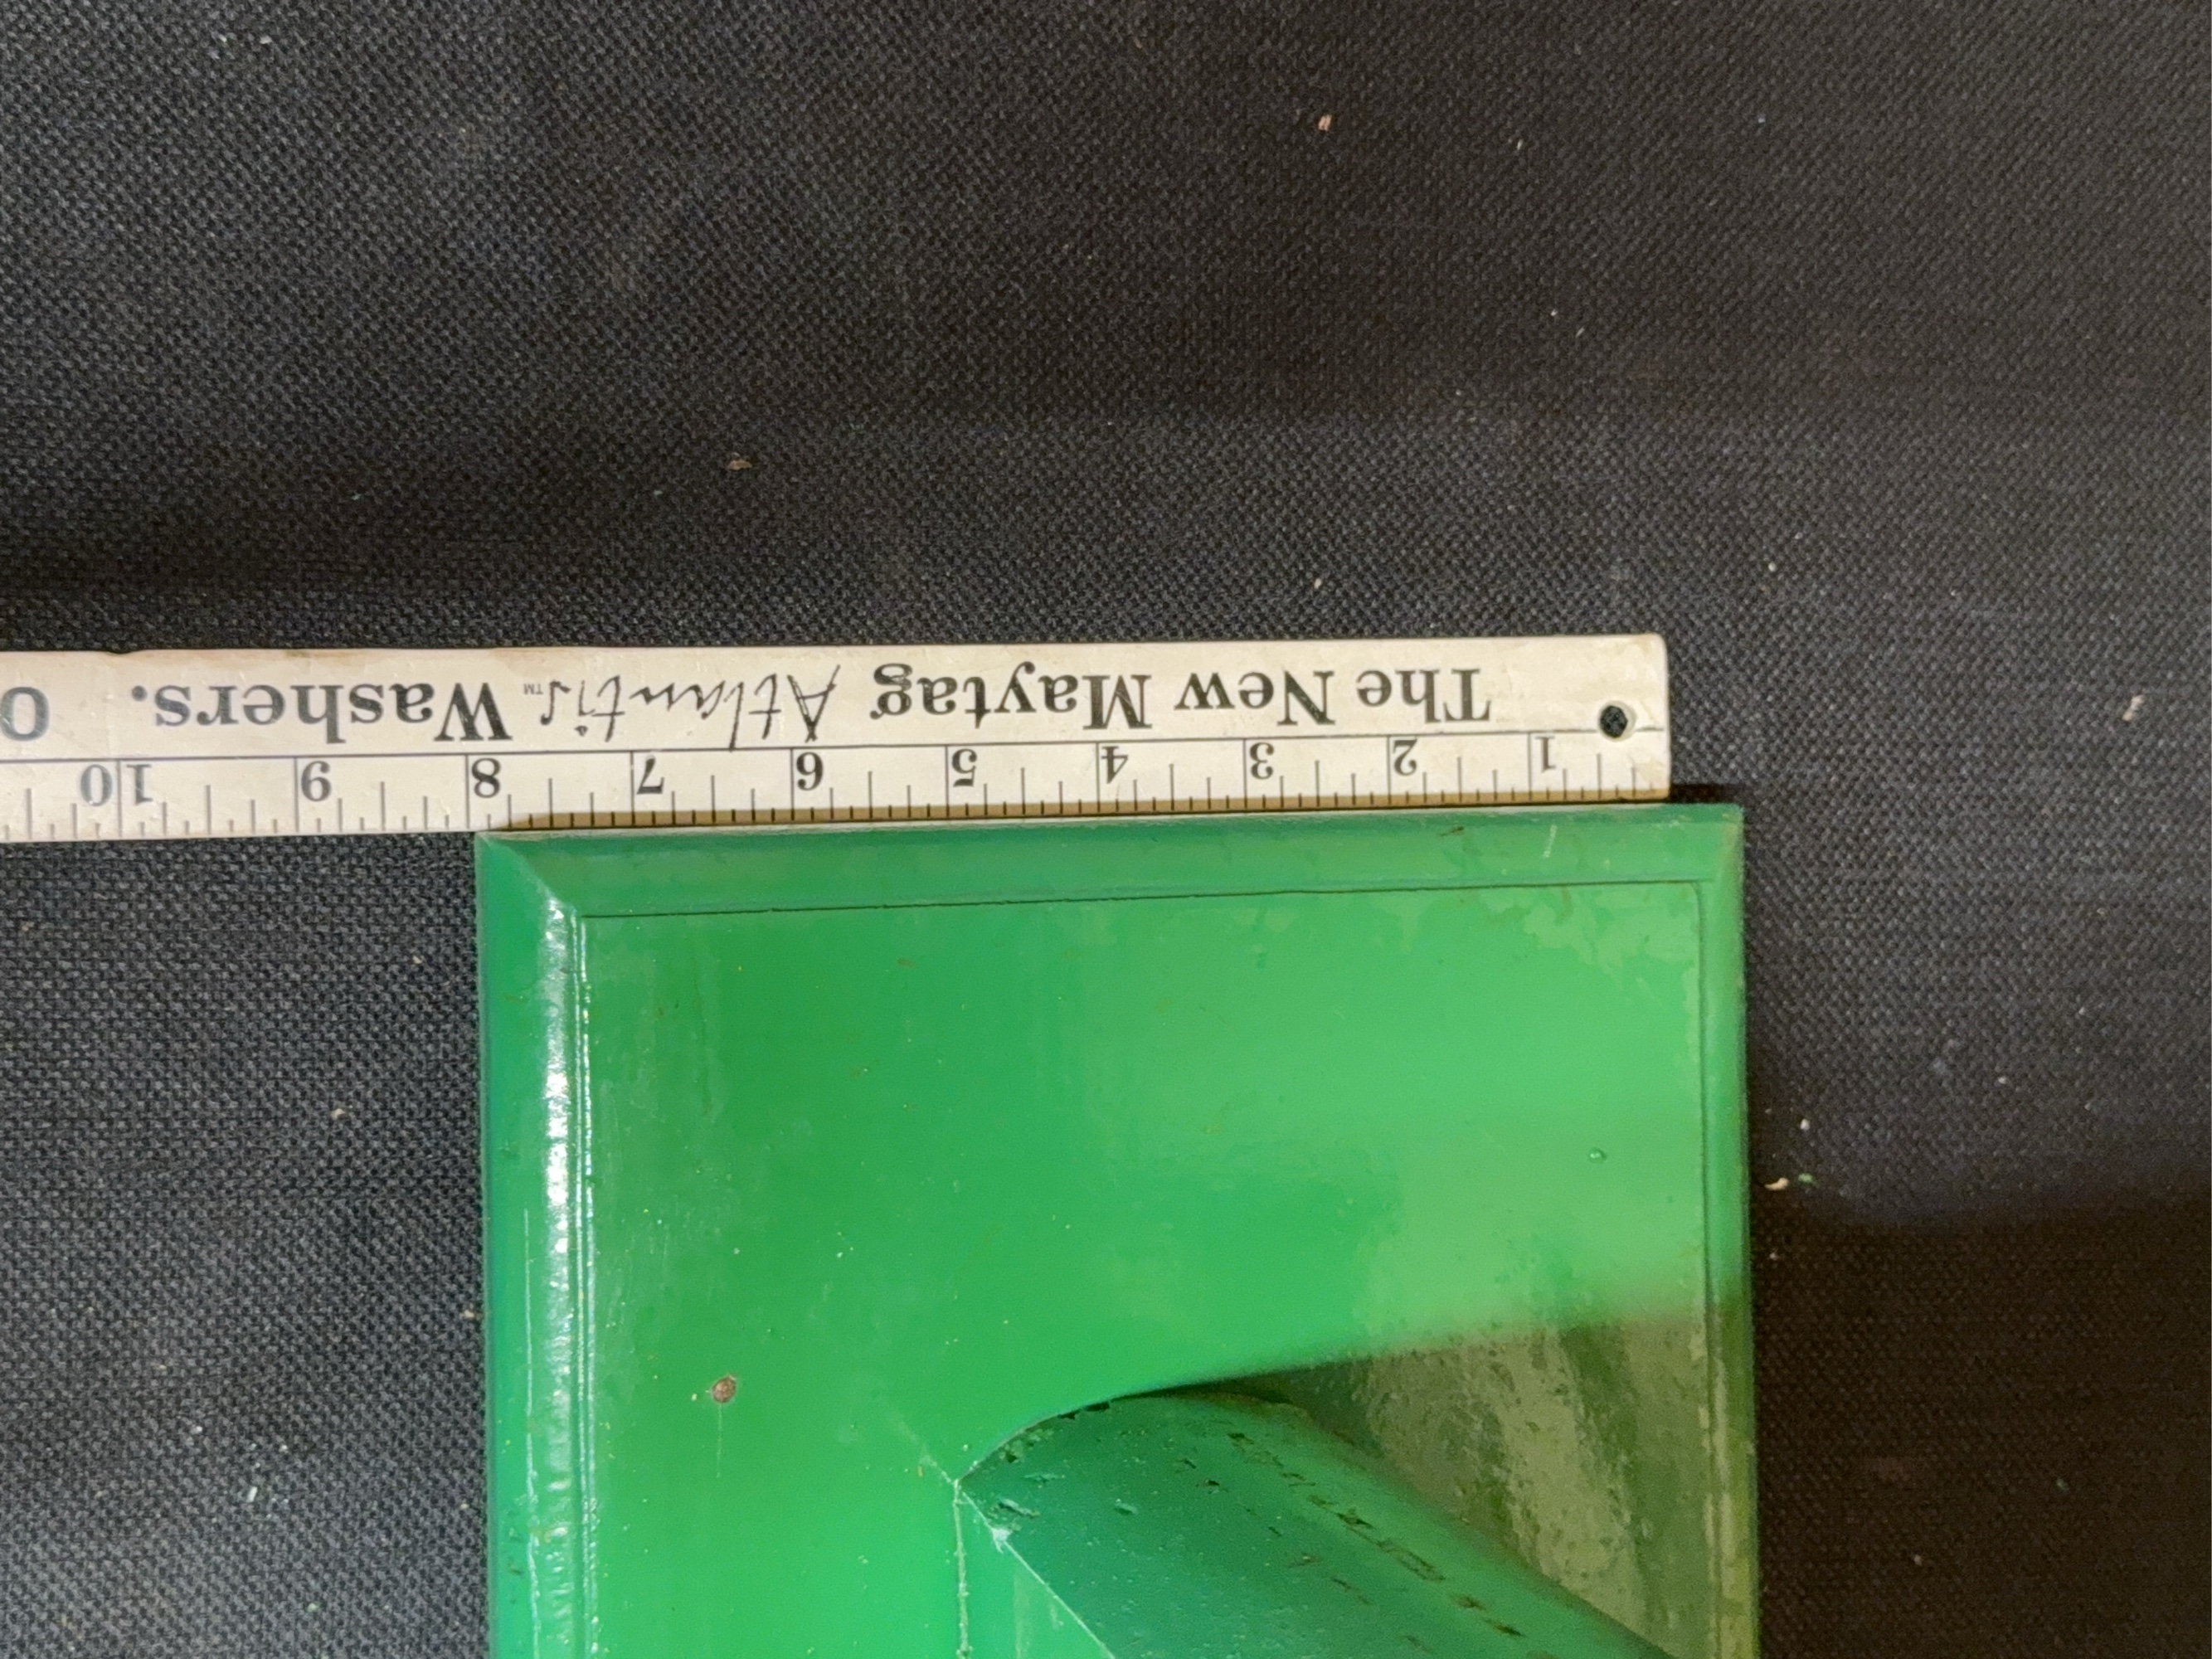 The New Maytag Atlantis™ Washers. O
1 2 3 4 5 6 7 8 9 10